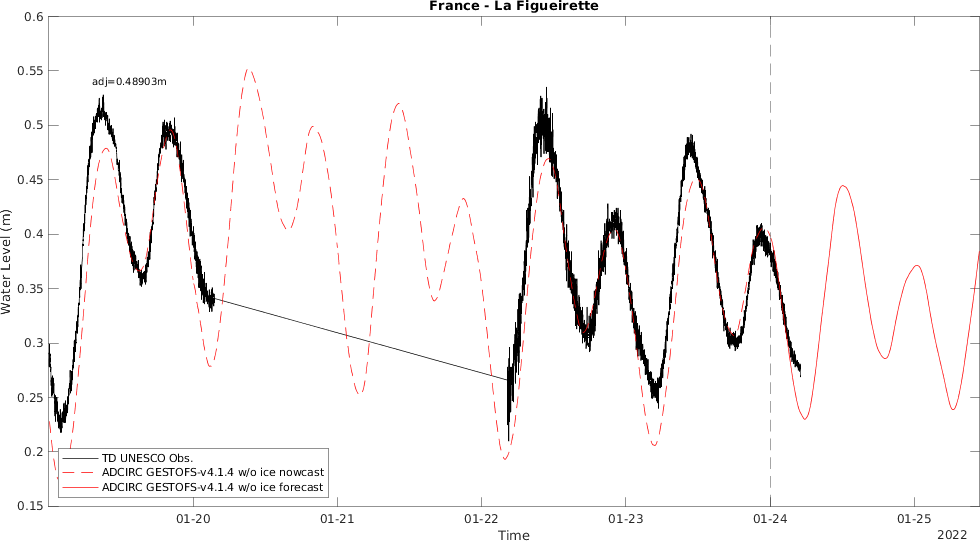 France - La Figueirette
adj=0.48903m
Water Level (m)
0.6
0.55
0.5
0.45
0.4
0.35
0.3
0.25
0.2
0.15
TD UNESCO Obs.
ADCIRC GESTOFS-v4.1.4 w/o ice nowcast
ADCIRC GESTOFS-v4.1.4 w/o ice forecast
01-20
01-21
01-22
01-23
01-24
01-25
Time
2022